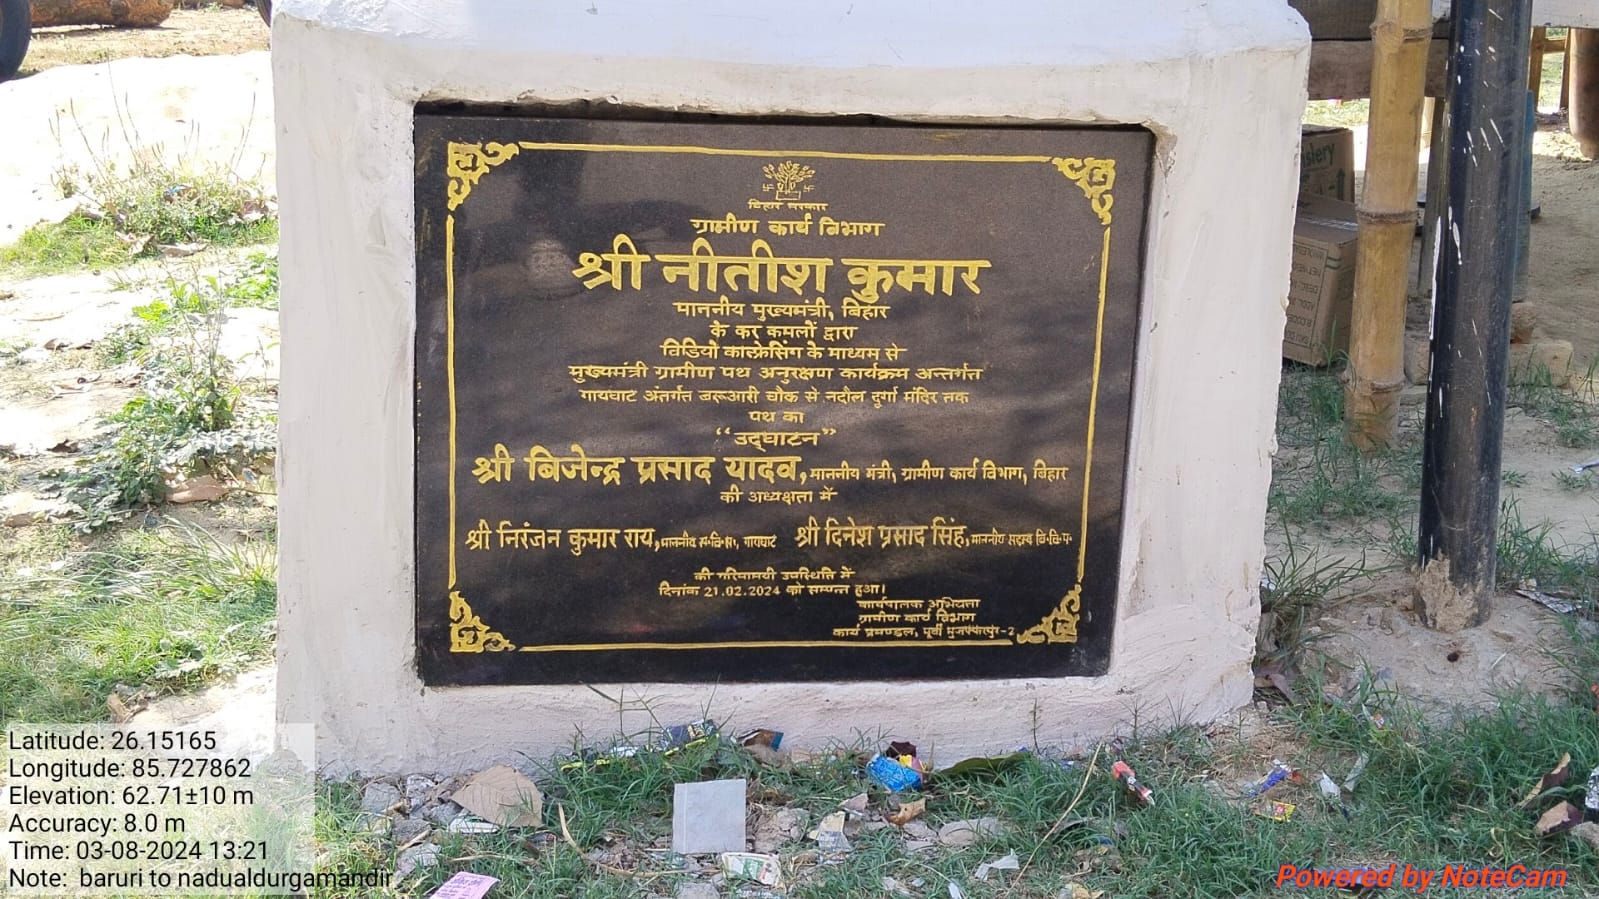 बिहार सरकार
ग्रामीण कार्य विभाग
श्री नीतीश कुमार
माननीय मुख्यमंत्री, बिहार
के कर कमलों द्वारा
विडियो कान्फ्रेसिंग के माध्यम से
मुख्यमंत्री ग्रामीण पथ अनुरक्षण कार्यक्रम अन्तर्गत
गायघाट अंतर्गत बरूआरी चौक से नदौल दुर्गा मंदिर तक
पथ का
“उद्घाटन”
श्री बिजेन्द्र प्रसाद यादव, माननीय मंत्री, ग्रामीण कार्य विभाग, बिहार
की अध्यक्षता में
श्री निरंजन कुमार राय, माननीय स.वि.स., गायघाट श्री दिनेश प्रसाद सिंह, माननीय सदस्य बि.वि.प.
की गरिमामयी उपस्थिति में
दिनांक 21.02.2024 को सम्पन्न हुआ।
कार्यपालक अभियंता
ग्रामीण कार्य विभाग
कार्य प्रमण्डल, पूर्वी मुजफ्फरपुर-2
Latitude: 26.15165
Longitude: 85.727862
Elevation: 62.71±10 m
Accuracy: 8.0 m
Time: 03-08-2024 13:21
Note: baruri to nadualdurgamandir
Powered by NoteCam